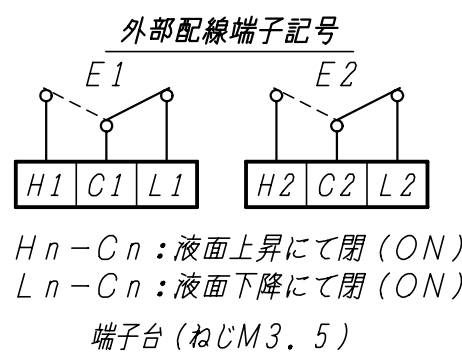 外部配線端子記号
E1 E2
H1 C1 L1 H2 C2 L2
Hn-Cn:液面上昇にて閉(ON)
Ln-Cn:液面下降にて閉(ON)
端子台(ねじM3.5)